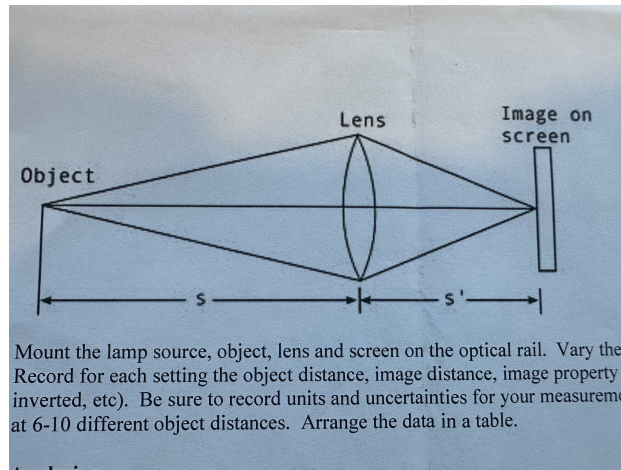 Lens
Image on
screen
Object
s
s'
Mount the lamp source, object, lens and screen on the optical rail. Vary the
Record for each setting the object distance, image distance, image property
inverted, etc). Be sure to record units and uncertainties for your
at 6-10 different object distances. Arrange the data in a table.